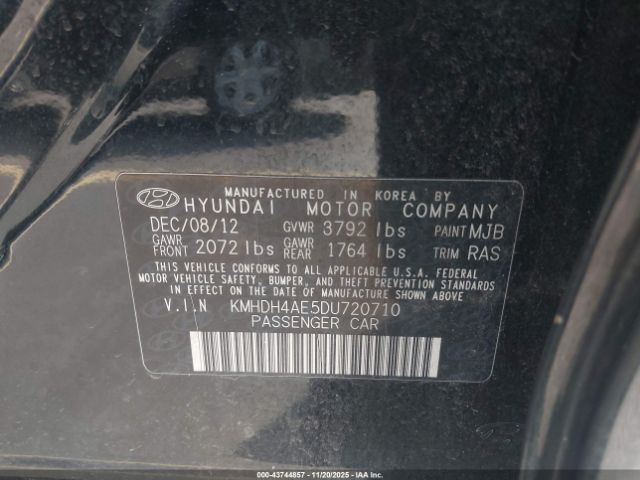 MANUFACTURED IN KOREA BY
HYUNDAI MOTOR COMPANY
DEC/08/12 GVWR 3792 lbs PAINT MJB
GAWR FRONT 2072 lbs GAWR REAR 1764 lbs TRIM RAS
THIS VEHICLE CONFORMS TO ALL APPLICABLE U.S.A. FEDERAL
MOTOR VEHICLE SAFETY, BUMPER, AND THEFT PREVENTION STANDARDS
IN EFFECT ON THE DATE OF MANUFACTURE SHOWN ABOVE.
V.I.N KMHDH4AE5DU720710
PASSENGER CAR
000-43744857 - 11/20/2025 - IAA.